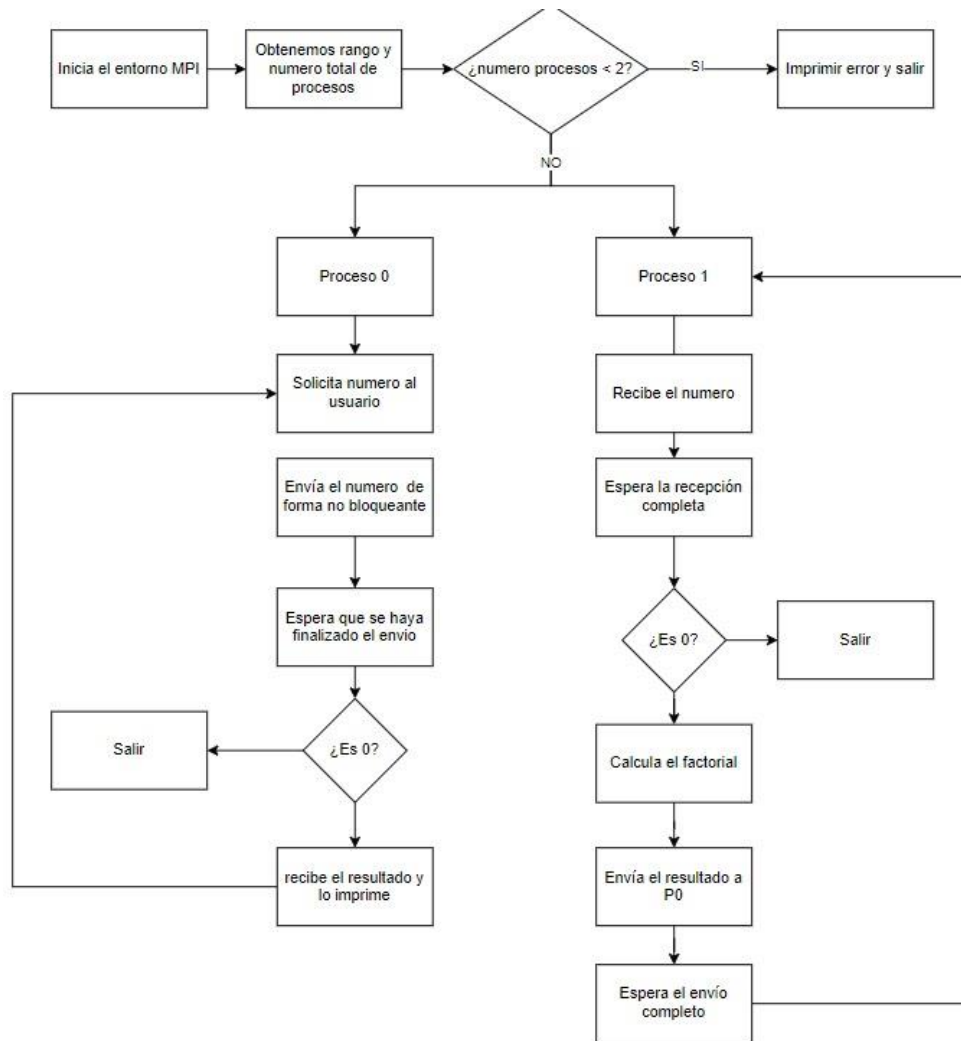 Inicia el entorno MPI
Obtenemos rango y
numero total de
procesos
¿numero procesos < 2?
SI
Imprimir error y salir
NO
Proceso 0
Proceso 1
Solicita numero al
usuario
Recibe el numero
Envía el numero de
forma no bloqueante
Espera la recepción
completa
Espera que se haya
finalizado el envio
¿Es 0?
Salir
Salir
¿Es 0?
Calcula el factorial
recibe el resultado y
lo imprime
Envía el resultado a
P0
Espera el envío
completo